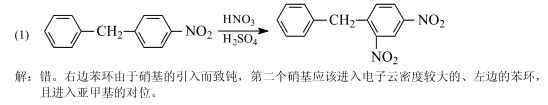 (1) CH₂ NO₂ HNO₃ H₂SO₄ CH₂ NO₂ NO₂
解：错。右边苯环由于硝基的引入而致钝，第二个硝基应该进入电子云密度较大的、左边的苯环，
且进入亚甲基的对位。